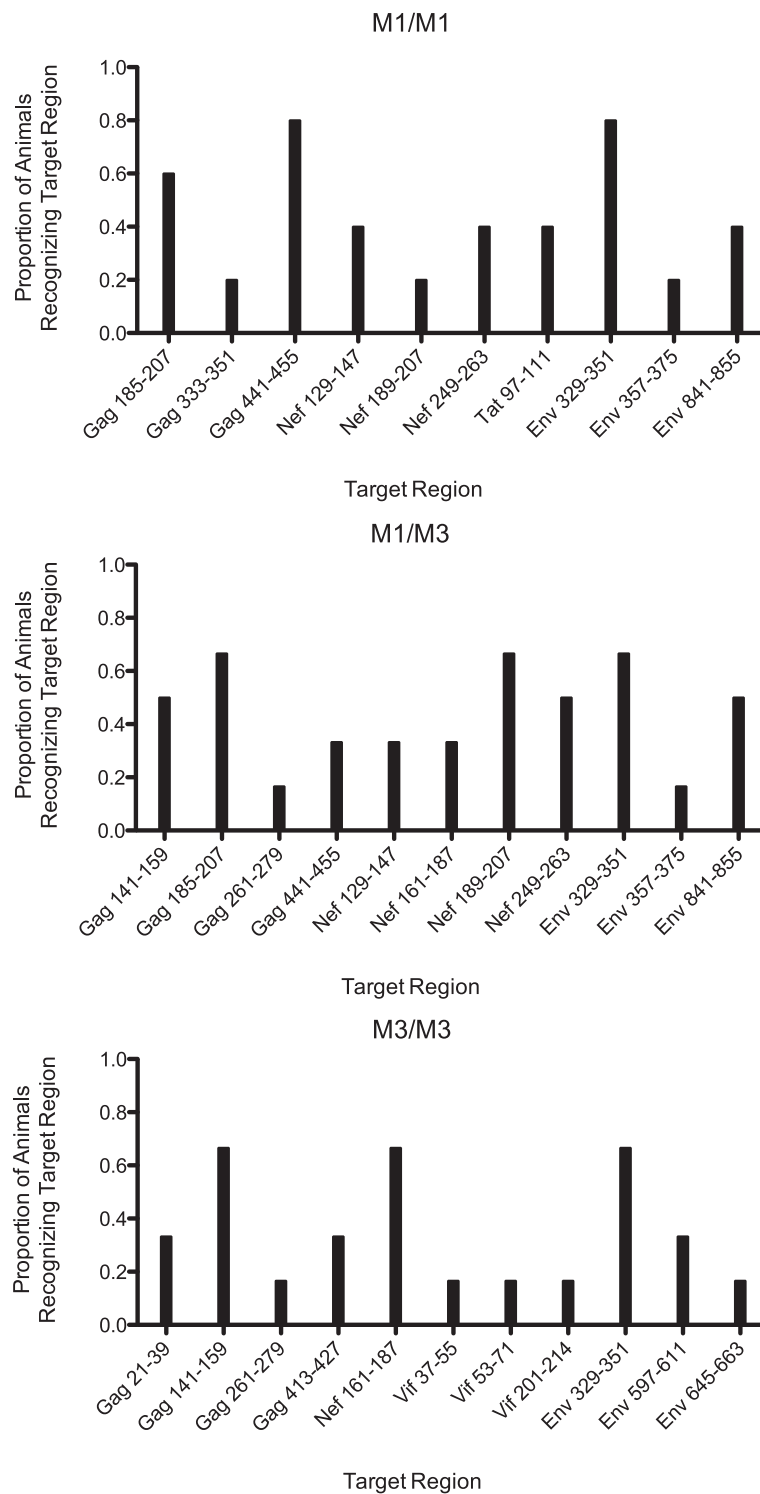 M1/M1
Proportion of Animals
Recognizing Target Region
1.0
0.8
0.6
0.4
0.2
0.0
Gag 185-207
Gag 333-351
Gag 441-455
Nef 129-147
Nef 189-207
Nef 249-263
Tat 97-111
Env 329-351
Env 357-375
Env 841-855
Target Region
M1/M3
Proportion of Animals
Recognizing Target Region
1.0
0.8
0.6
0.4
0.2
0.0
Gag 141-159
Gag 185-207
Gag 261-279
Gag 441-455
Nef 129-147
Nef 161-187
Nef 189-207
Nef 249-263
Env 329-351
Env 357-375
Env 841-855
Target Region
M3/M3
Proportion of Animals
Recognizing Target Region
1.0
0.8
0.6
0.4
0.2
0.0
Gag 21-39
Gag 141-159
Gag 261-279
Gag 413-427
Nef 161-187
Vif 37-55
Vif 53-71
Vif 201-214
Env 329-351
Env 597-611
Env 645-663
Target Region